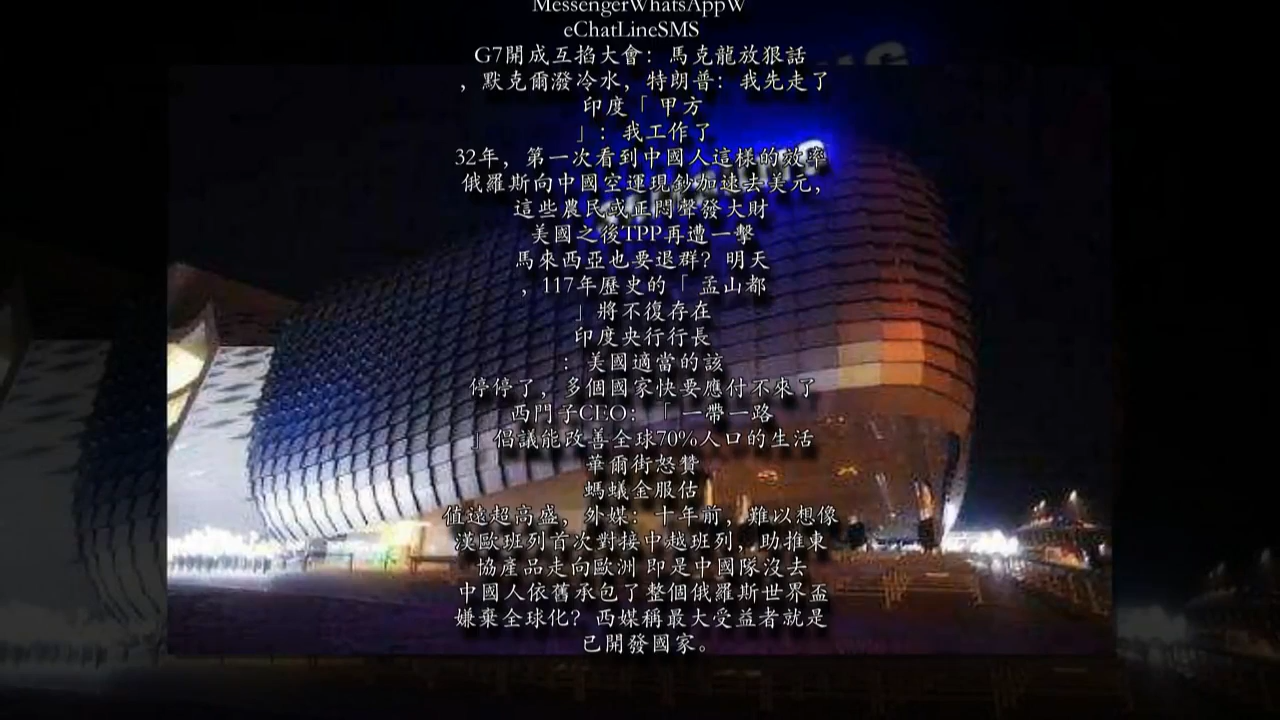 MessengerWhatsAppW
eChatLineSMS
G7開成互掐大會：馬克龍放狠話
，默克爾潑冷水，特朗普：我先走了
印度「 甲方
」：我工作了
32年，第一次看到中國人這樣的效率
俄羅斯向中國空運現鈔加速去美元，
這些農民或正悶聲發大財
美國之後TPP再遭一擊
馬來西亞也要退群？明天
，117年歷史的「 孟山都
」將不復存在
印度央行行長
：美國適當的該
停停了，多個國家快要應付不來了
西門子CEO：「 一帶一路
」倡議能改善全球70%人口的生活
華爾街怒贊
螞蟻金服估
值遠超高盛，外媒：十年前，難以想像
漢歐班列首次對接中越班列，助推東
協產品走向歐洲 即是中國隊沒去
中國人依舊承包了整個俄羅斯世界盃
嫌棄全球化？西媒稱最大受益者就是
已開發國家。